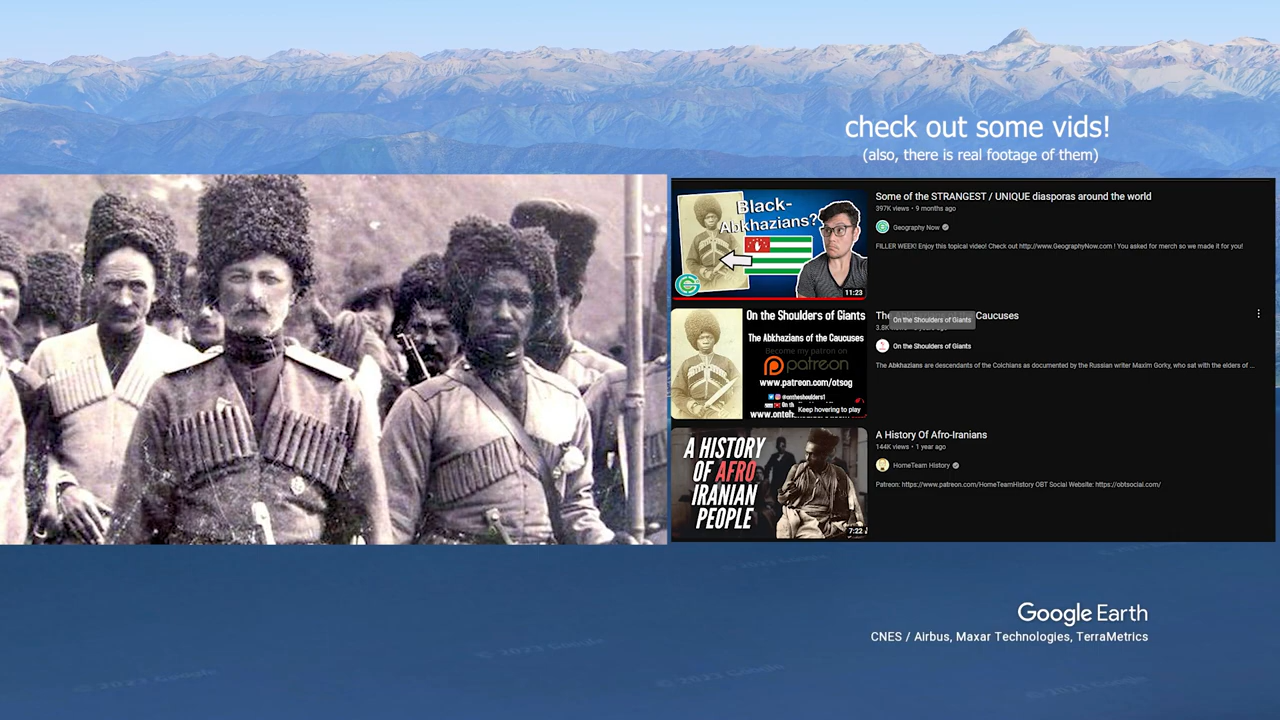 check out some vids!
(also, there is real footage of them)
Black-
Abkhazians?
11:23
Some of the STRANGEST / UNIQUE diasporas around the world
397K views • 9 months ago
Geography Now
FILLER WEEK! Enjoy this topical video! Check out http://www.GeographyNow.com ! You asked for merch so we made it for you!
On the Shoulders of Giants
The Abkhazians of the Caucuses
Become my patron on
patreon
www.patreon.com/otsog
@ontheshoulders1
Keep hovering to play
The
On the Shoulders of Giants
Caucuses
3.8K
On the Shoulders of Giants
The Abkhazians are descendants of the Colchians as documented by the Russian writer Maxim Gorky, who sat with the elders of ...
A HISTORY
OF AFRO
IRANIAN
PEOPLE
7:22
A History Of Afro-Iranians
144K views • 1 year ago
HomeTeam History
Patreon: https://www.patreon.com/HomeTeamHistory OBT Social Website: https://obtsocial.com/
Google Earth
CNES / Airbus, Maxar Technologies, TerraMetrics